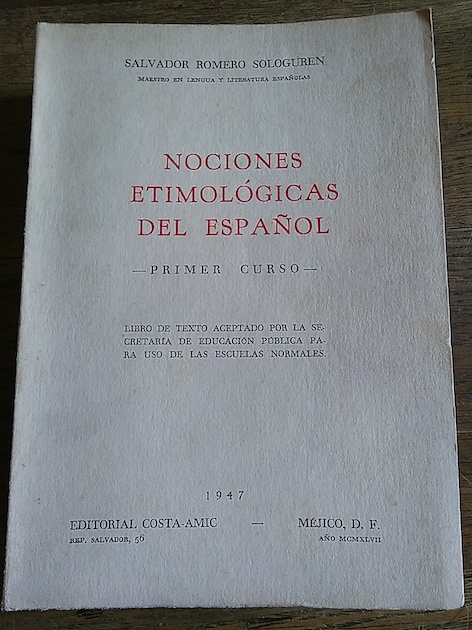 SALVADOR ROMERO SOLOGUREN
MAESTRO EN LENGUA Y LITERATURA ESPAÑOLAS
NOCIONES
ETIMOLÓGICAS
DEL ESPAÑOL
—PRIMER CURSO—
LIBRO DE TEXTO ACEPTADO POR LA SE-
CRETARÍA DE EDUCACIÓN PÚBLICA PA-
RA USO DE LAS ESCUELAS NORMALES.
1947
EDITORIAL COSTA-AMIC — MÉJICO, D. F.
REP. SALVADOR, 56 AÑO MCMXLVII